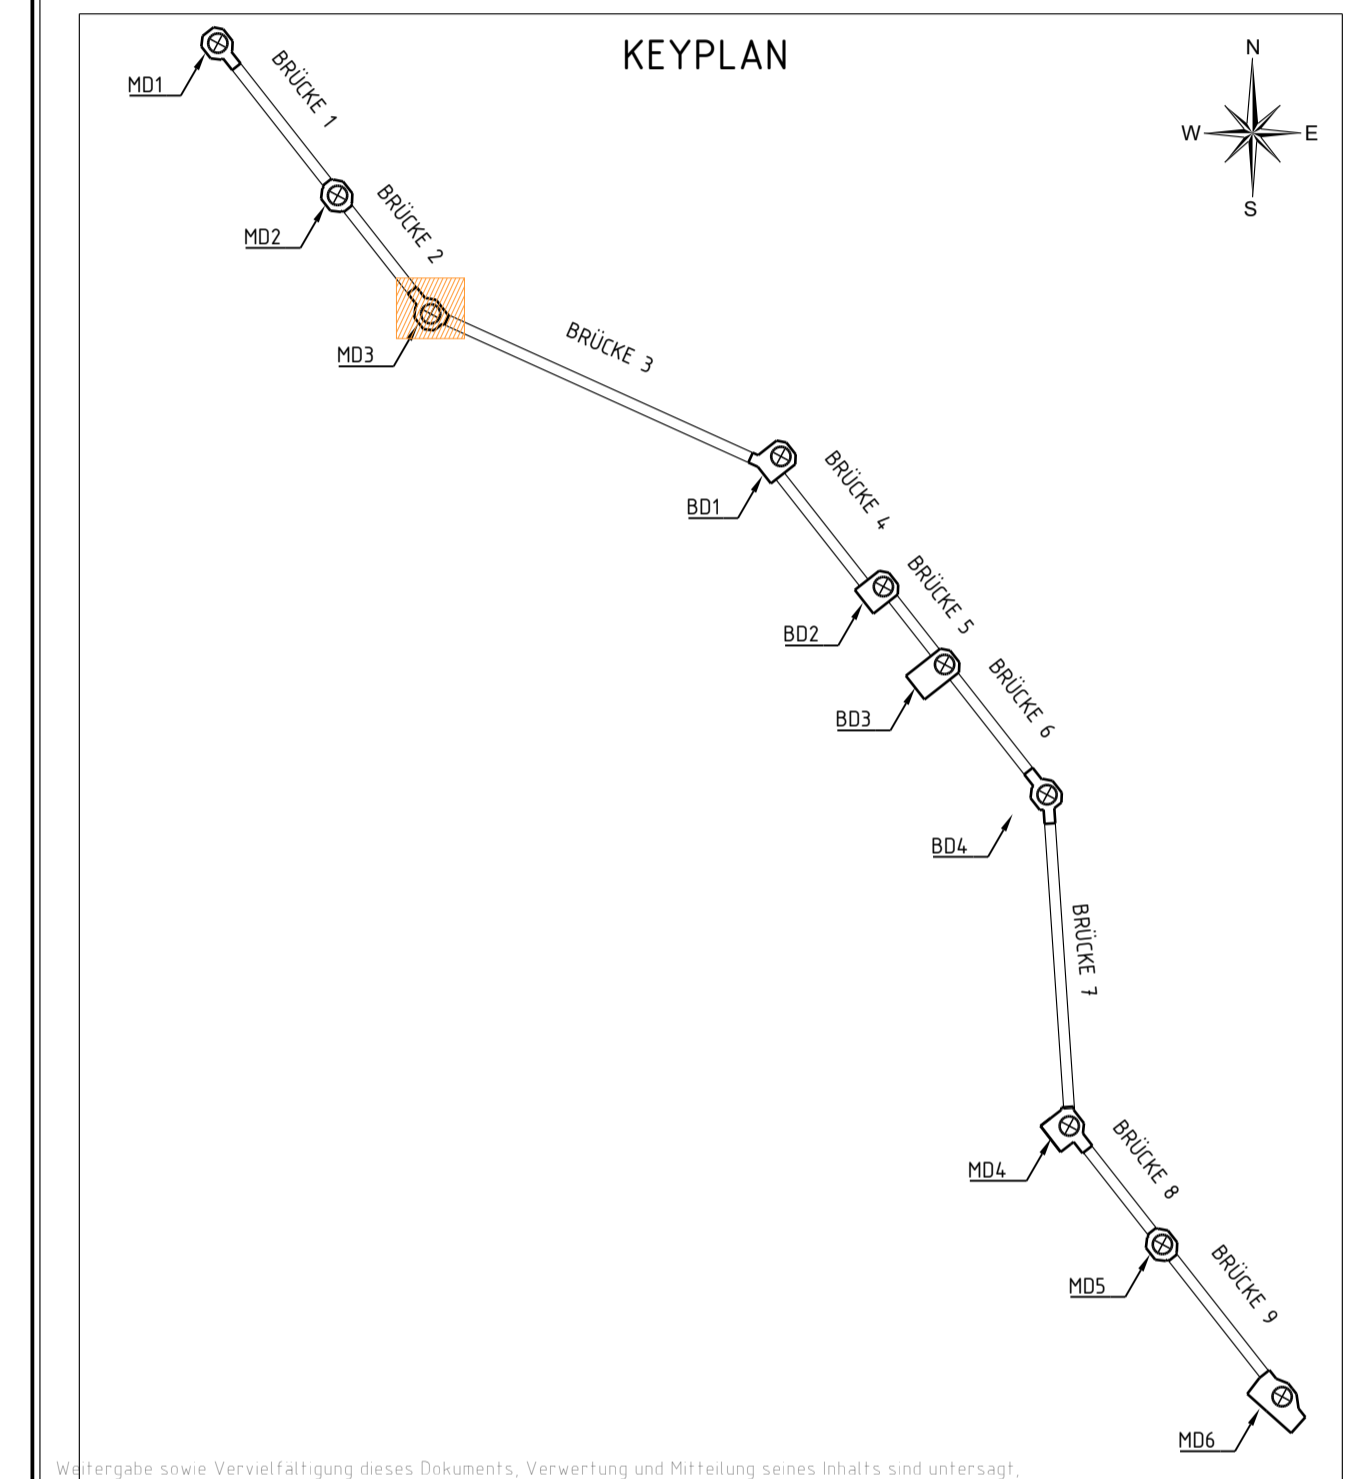 KEYPLAN
N
W
E
S
MD1
BRÜCKE 1
MD2
BRÜCKE 2
MD3
BRÜCKE 3
BD1
BRÜCKE 4
BD2
BRÜCKE 5
BD3
BRÜCKE 6
BD4
BRÜCKE 7
MD4
BRÜCKE 8
MD5
BRÜCKE 9
MD6
Weitergabe sowie Vervielfältigung dieses Dokuments, Verwertung und Mitteilung seines Inhalts sind untersagt,